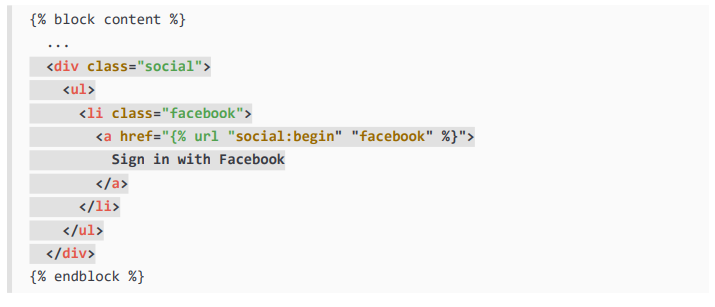 {% block content %}
...
<div class="social">
<ul>
<li class="facebook">
<a href="{% url "social:begin" "facebook" %}">
Sign in with Facebook
</a>
</li>
</ul>
</div>
{% endblock %}